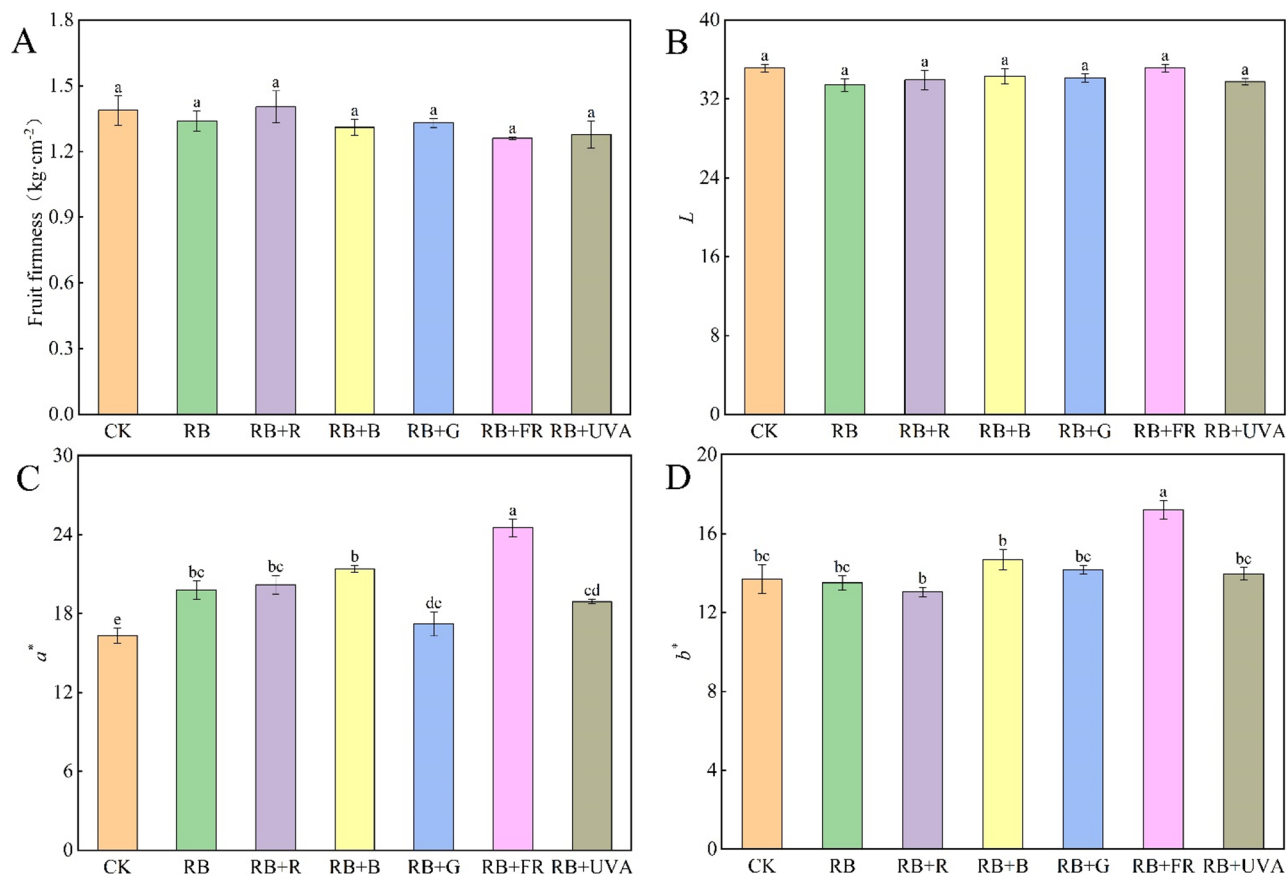 A
Fruit firmness（kg·cm⁻²）
1.8
1.5
1.2
0.9
0.6
0.3
0.0
a a a a a a a
CK RB RB+R RB+B RB+G RB+FR RB+UVA
B
L
40
32
24
16
8
0
a a a a a a a
CK RB RB+R RB+B RB+G RB+FR RB+UVA
C
a*
30
24
18
12
6
0
e bc bc b dc a cd
CK RB RB+R RB+B RB+G RB+FR RB+UVA
D
b*
20
16
12
8
4
0
bc bc b b bc a bc
CK RB RB+R RB+B RB+G RB+FR RB+UVA